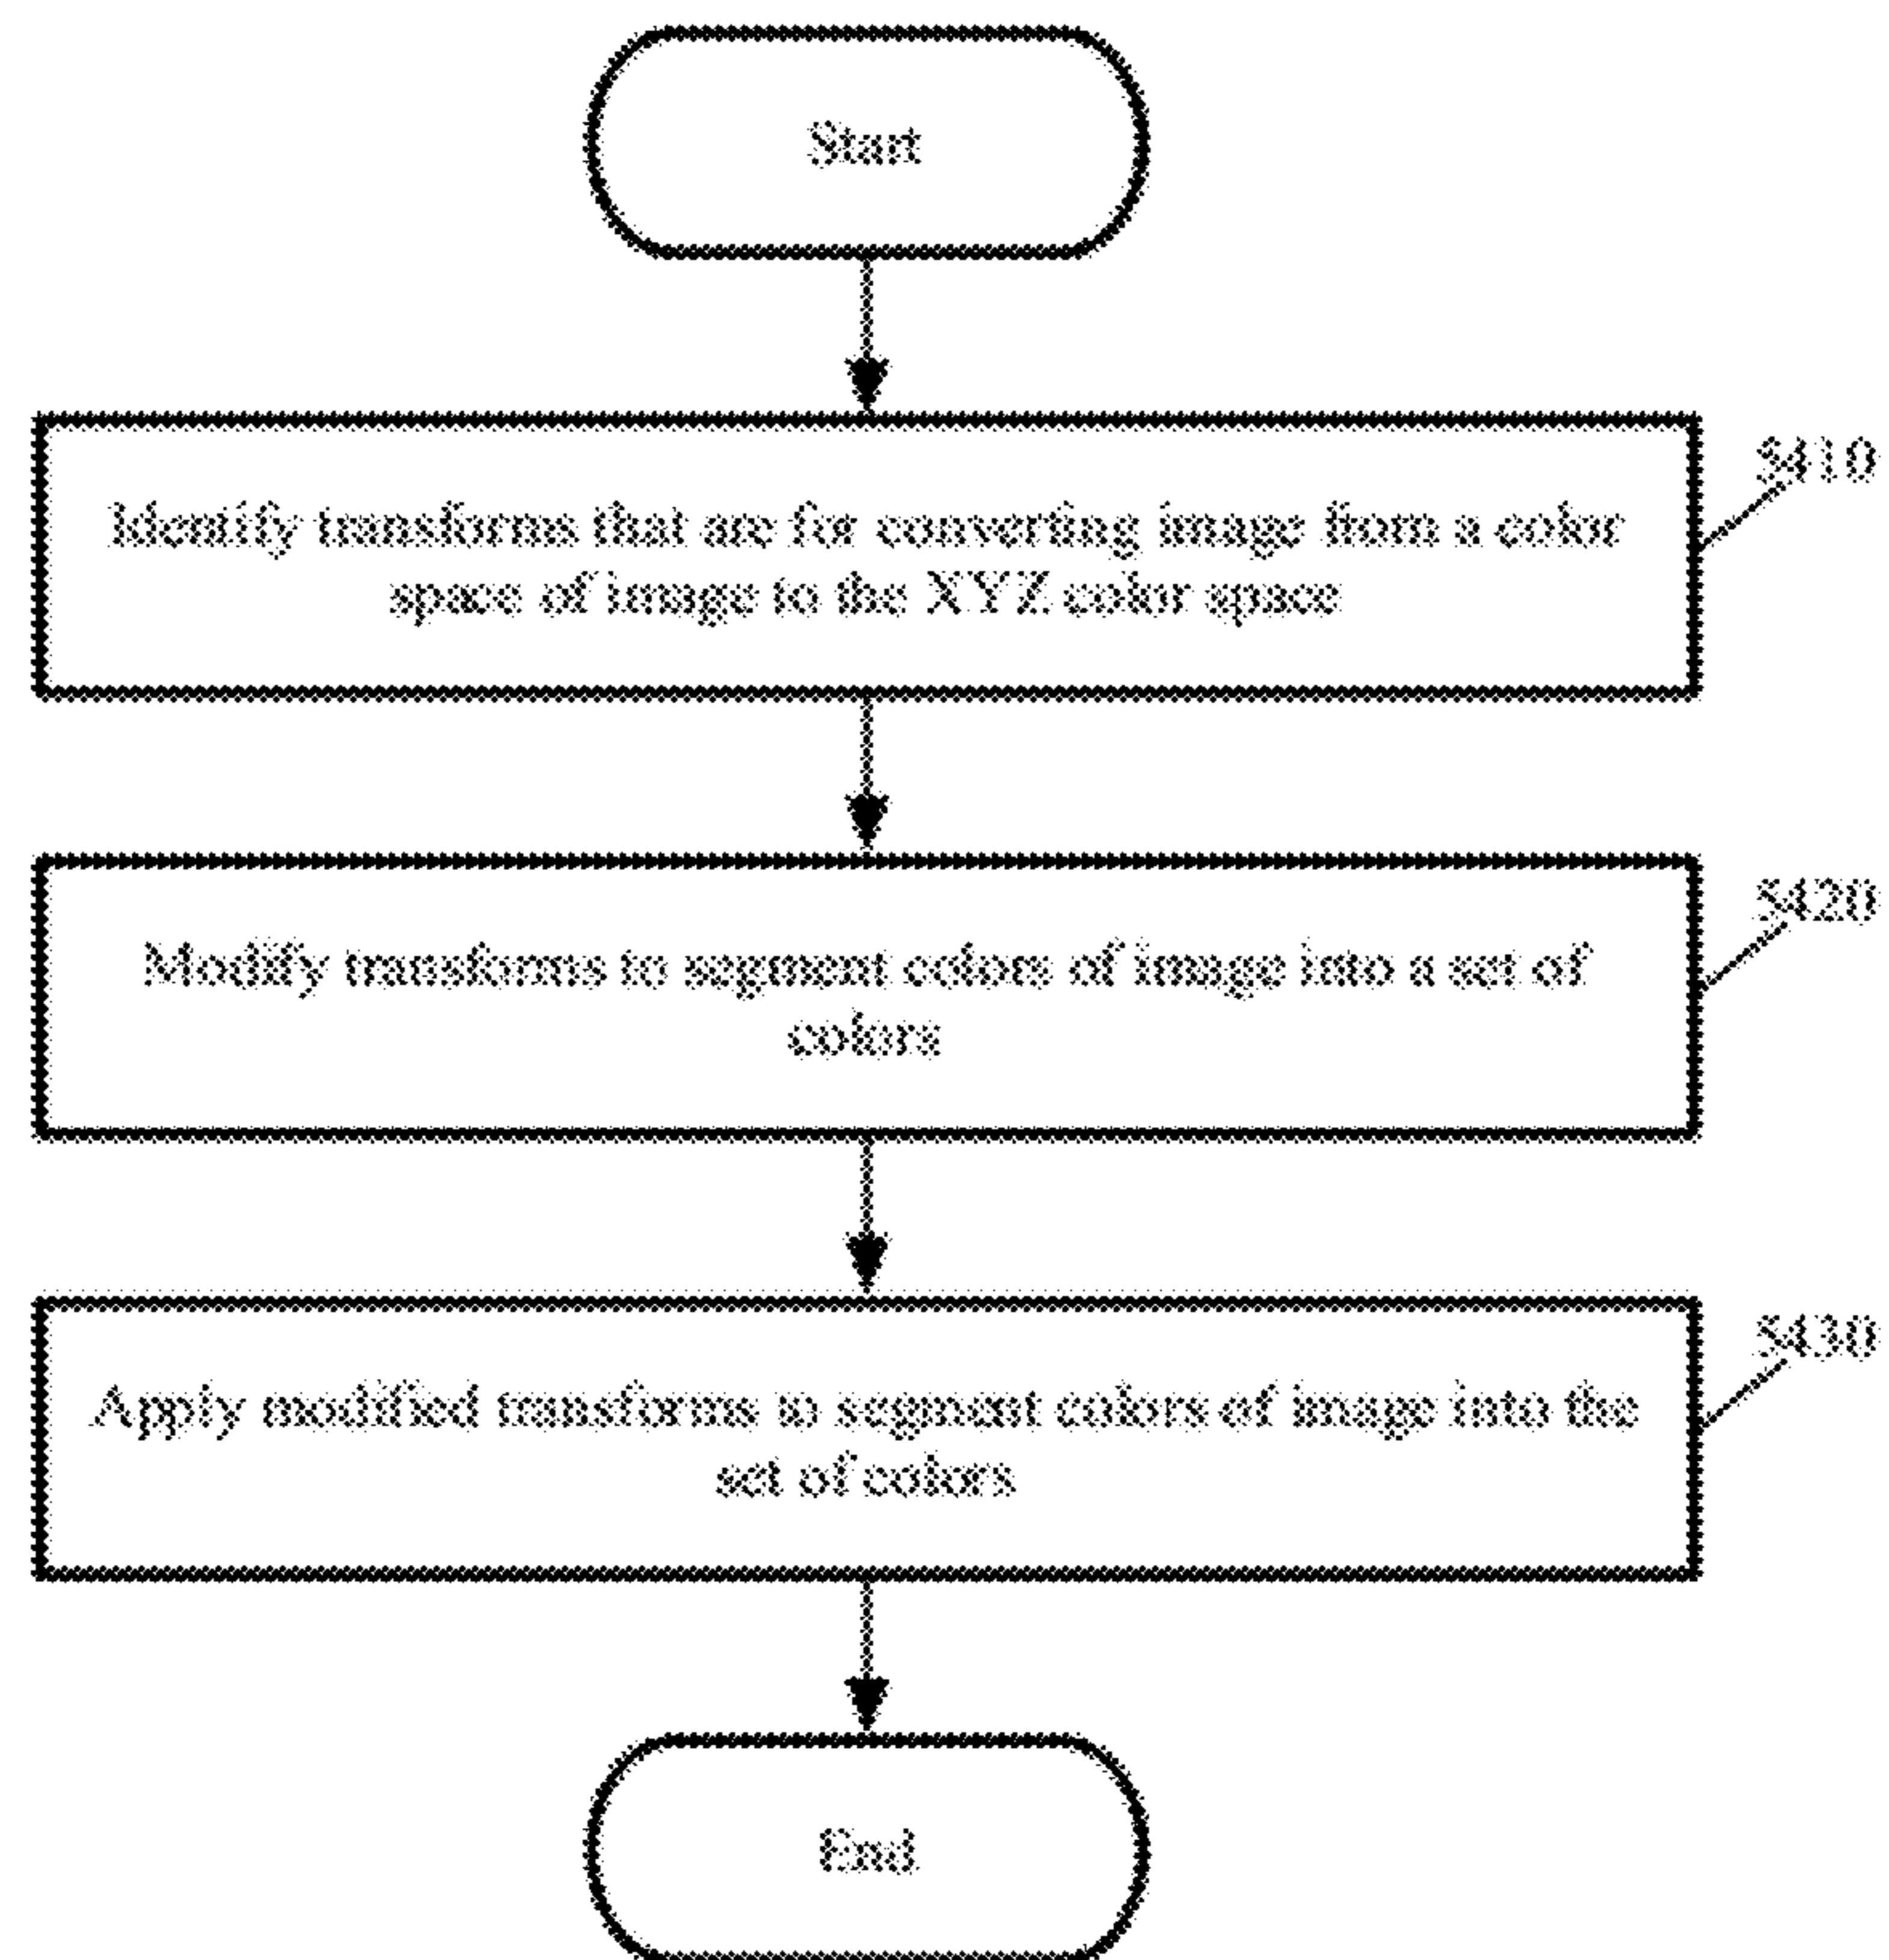 Start
S410
Identify transforms that are for converting image from a color
space of image to the XYZ color space
S420
Modify transforms to segment colors of image into a set of
colors
S430
Apply modified transforms to segment colors of image into the
set of colors
End